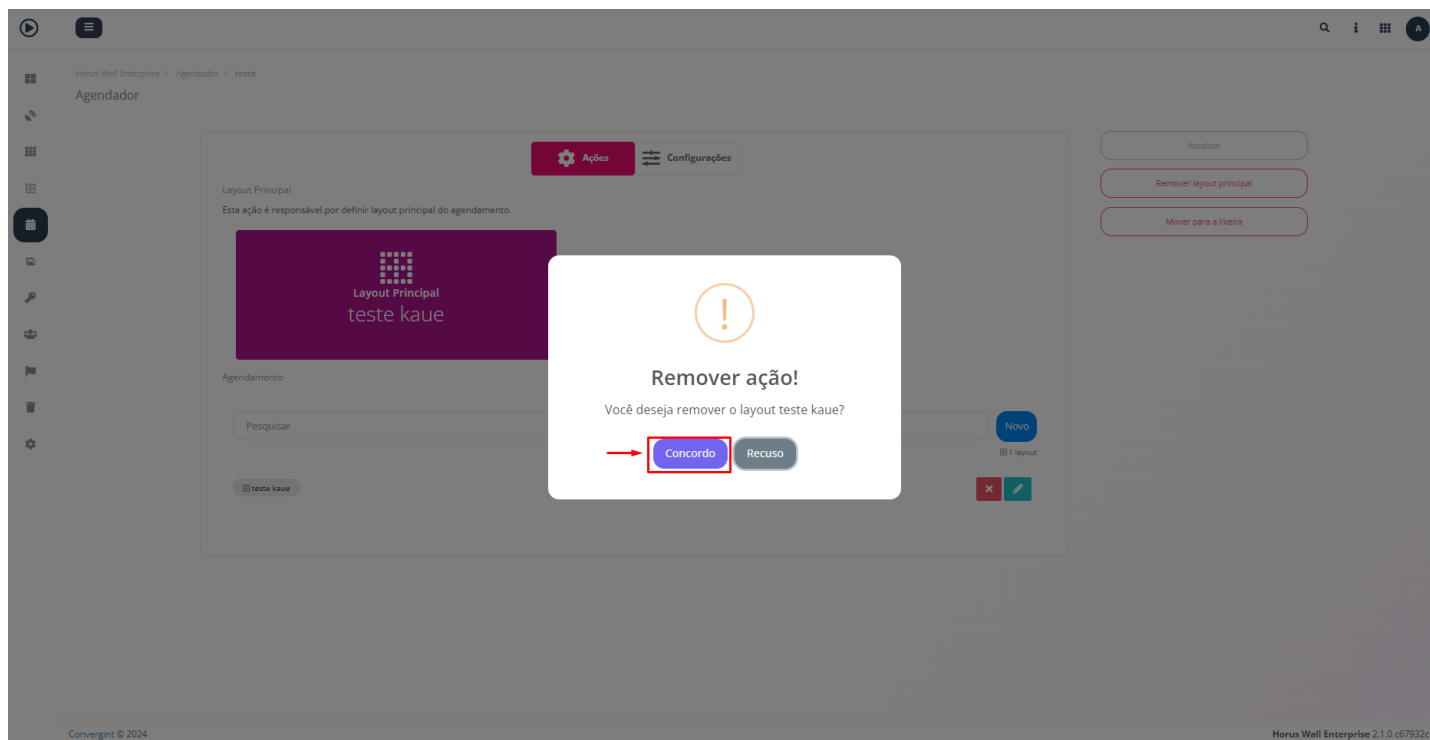 A
Horus Wall Enterprise / Agendador / teste
Agendador
Ações
Configurações
Atualizar
Layout Principal
Remover layout principal
Esta ação é responsável por definir layout principal do agendamento.
Mover para a lixeira
Layout Principal
teste kaue
!
Remover ação!
Agendamento
Você deseja remover o layout teste kaue?
Pesquisar
Novo
Concordo
Recuso
1 layout
teste kaue
Convergint © 2024
Horus Wall Enterprise 2.1.0 c67932c